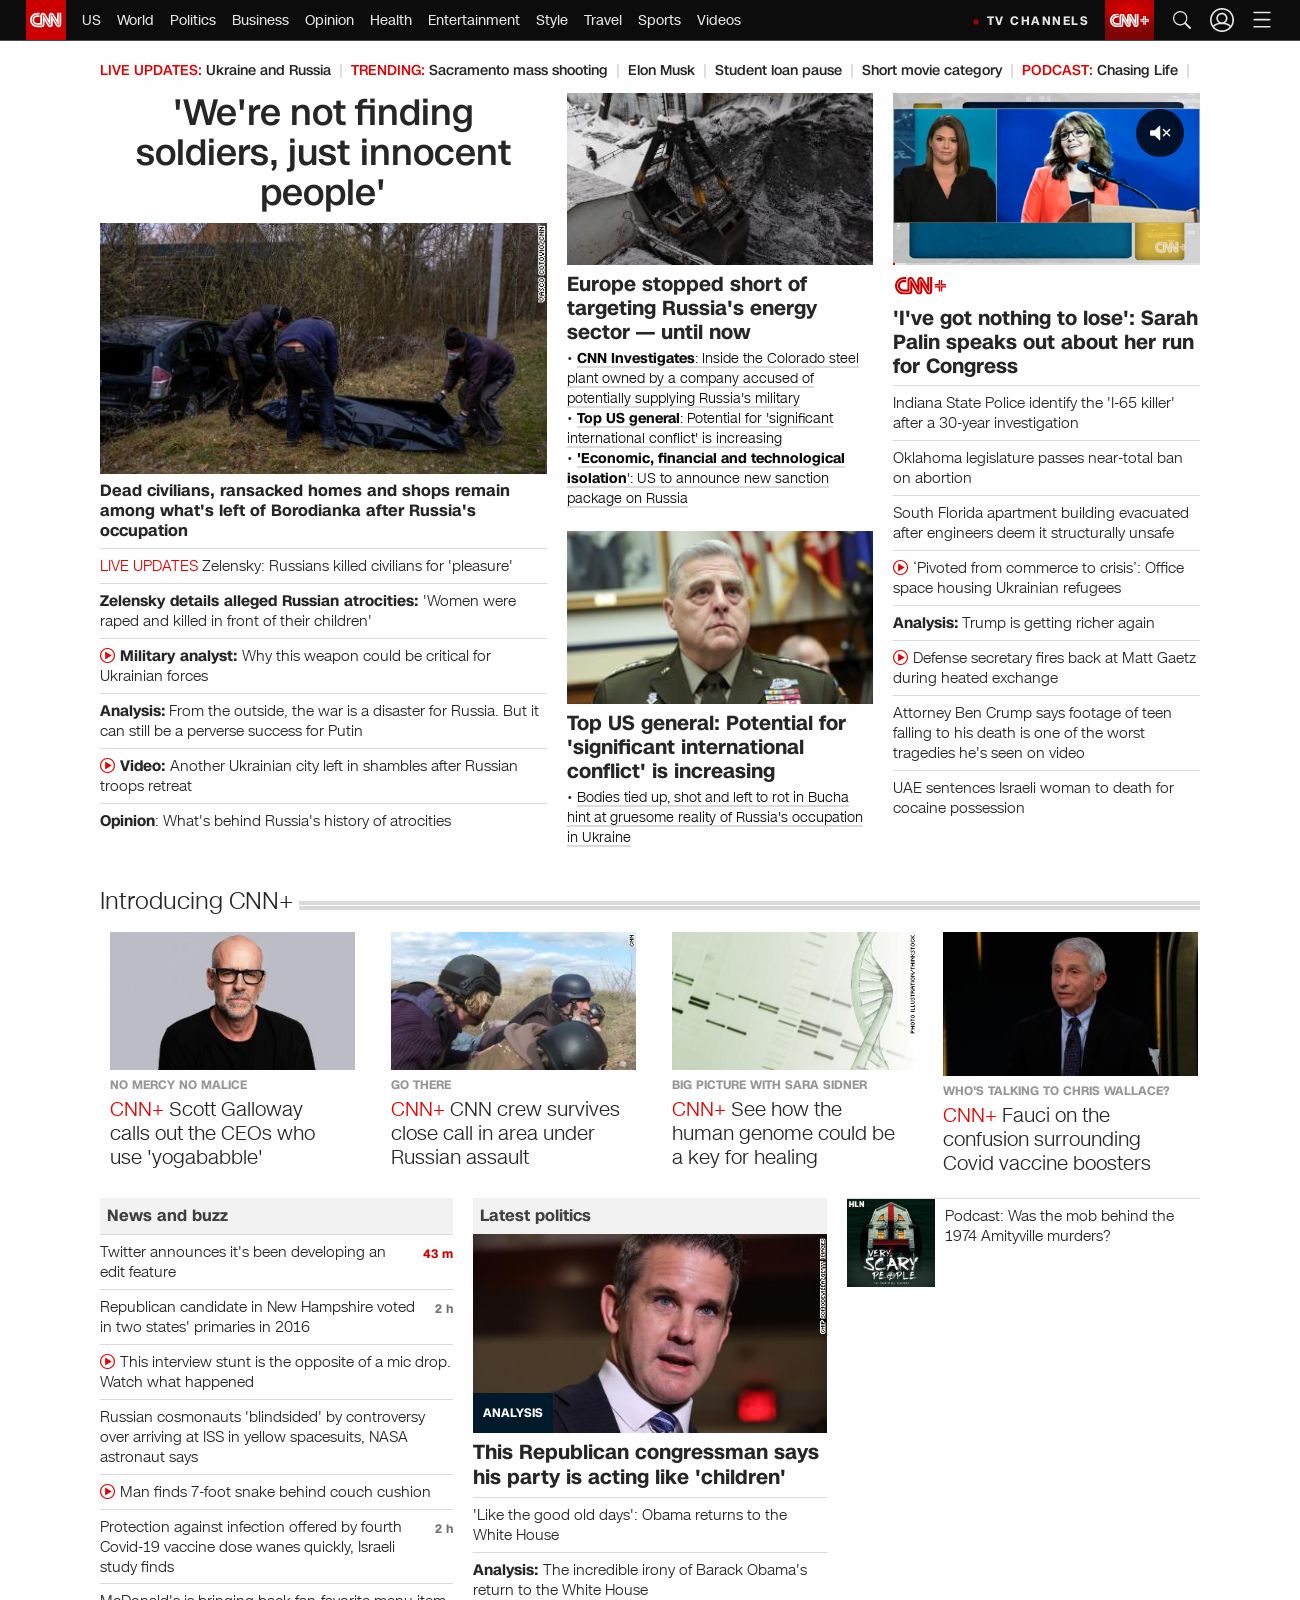 CNN US World Politics Business Opinion Health Entertainment Style Travel Sports Videos TV CHANNELS CNN+
LIVE UPDATES: Ukraine and Russia TRENDING: Sacramento mass shooting Elon Musk Student loan pause Short movie category PODCAST: Chasing Life
'We're not finding
soldiers, just innocent
people'
Dead civilians, ransacked homes and shops remain
among what's left of Borodianka after Russia's
occupation
LIVE UPDATES Zelensky: Russians killed civilians for 'pleasure'
Zelensky details alleged Russian atrocities: 'Women were
raped and killed in front of their children'
Military analyst: Why this weapon could be critical for
Ukrainian forces
Analysis: From the outside, the war is a disaster for Russia. But it
can still be a perverse success for Putin
Video: Another Ukrainian city left in shambles after Russian
troops retreat
Opinion: What's behind Russia's history of atrocities
Europe stopped short of
targeting Russia's energy
sector — until now
• CNN Investigates: Inside the Colorado steel
plant owned by a company accused of
potentially supplying Russia's military
• Top US general: Potential for 'significant
international conflict' is increasing
• 'Economic, financial and technological
isolation': US to announce new sanction
package on Russia
Top US general: Potential for
'significant international
conflict' is increasing
• Bodies tied up, shot and left to rot in Bucha
hint at gruesome reality of Russia's occupation
in Ukraine
CNN+
CNN+
'I've got nothing to lose': Sarah
Palin speaks out about her run
for Congress
Indiana State Police identify the 'I-65 killer'
after a 30-year investigation
Oklahoma legislature passes near-total ban
on abortion
South Florida apartment building evacuated
after engineers deem it structurally unsafe
'Pivoted from commerce to crisis': Office
space housing Ukrainian refugees
Analysis: Trump is getting richer again
Defense secretary fires back at Matt Gaetz
during heated exchange
Attorney Ben Crump says footage of teen
falling to his death is one of the worst
tragedies he's seen on video
UAE sentences Israeli woman to death for
cocaine possession
Introducing CNN+
NO MERCY NO MALICE
CNN+ Scott Galloway
calls out the CEOs who
use 'yogababble'
CNN
GO THERE
CNN+ CNN crew survives
close call in area under
Russian assault
PHOTO ILLUSTRATION/THINKSTOCK
BIG PICTURE WITH SARA SIDNER
CNN+ See how the
human genome could be
a key for healing
WHO'S TALKING TO CHRIS WALLACE?
CNN+ Fauci on the
confusion surrounding
Covid vaccine boosters
News and buzz
Twitter announces it's been developing an 43 m
edit feature
Republican candidate in New Hampshire voted 2 h
in two states' primaries in 2016
This interview stunt is the opposite of a mic drop.
Watch what happened
Russian cosmonauts 'blindsided' by controversy
over arriving at ISS in yellow spacesuits, NASA
astronaut says
Man finds 7-foot snake behind couch cushion
Protection against infection offered by fourth 2 h
Covid-19 vaccine dose wanes quickly, Israeli
study finds
McDonald's is bringing back fan-favorite menu item
Latest politics
ANALYSIS
This Republican congressman says
his party is acting like 'children'
'Like the good old days': Obama returns to the
White House
Analysis: The incredible irony of Barack Obama's
return to the White House
HLN
VERY
SCARY
PEOPLE
Podcast: Was the mob behind the
1974 Amityville murders?